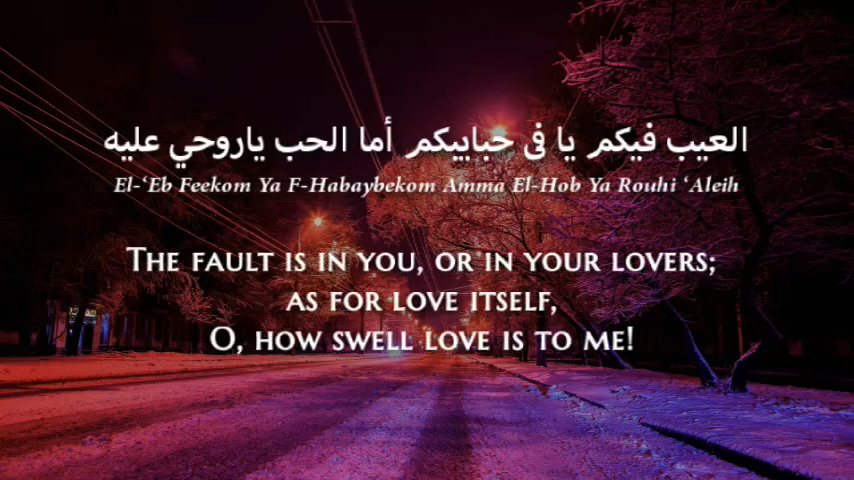 العيب فيكم يا فى حبايبكم أما الحب ياروحي عليه
El-‘Eb Feekom Ya F-Habaybekom Amma El-Hob Ya Rouhi ‘Aleih
The fault is in you, or in your lovers;
as for love itself,
O, how swell love is to me!